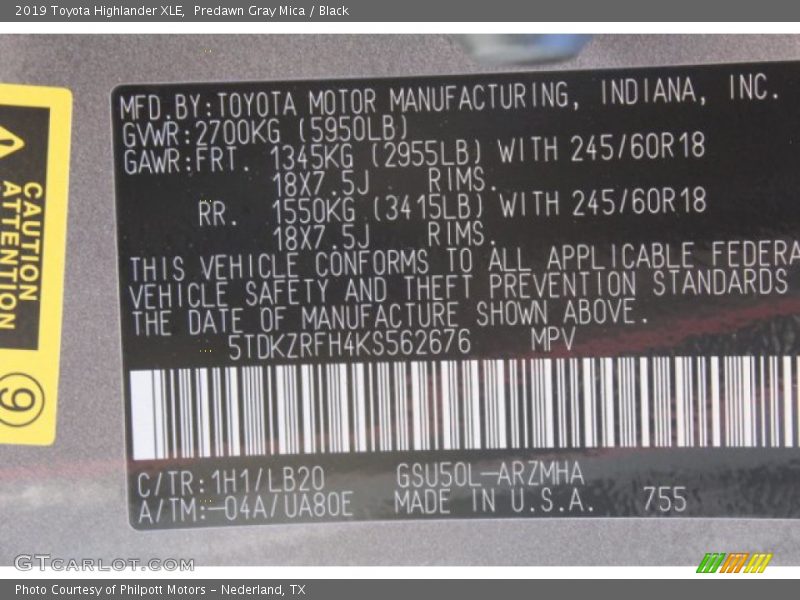 2019 Toyota Highlander XLE, Predawn Gray Mica / Black
MFD.BY:TOYOTA MOTOR MANUFACTURING, INDIANA, INC.
GVWR:2700KG (5950LB)
GAWR:FRT. 1345KG (2955LB) WITH 245/60R18
18X7.5J RIMS.
RR. 1550KG (3415LB) WITH 245/60R18
18X7.5J RIMS.
THIS VEHICLE CONFORMS TO ALL APPLICABLE FEDERA
VEHICLE SAFETY AND THEFT PREVENTION STANDARDS
THE DATE OF MANUFACTURE SHOWN ABOVE.
5TDKZRFH4KS562676 MPV
C/TR:1H1/LB20 GSU50L-ARZMHA
A/TM:-04A/UA80E MADE IN U.S.A. 755
CAUTION
ATTENTION
9
GTCARLOT.COM
Photo Courtesy of Philpott Motors - Nederland, TX